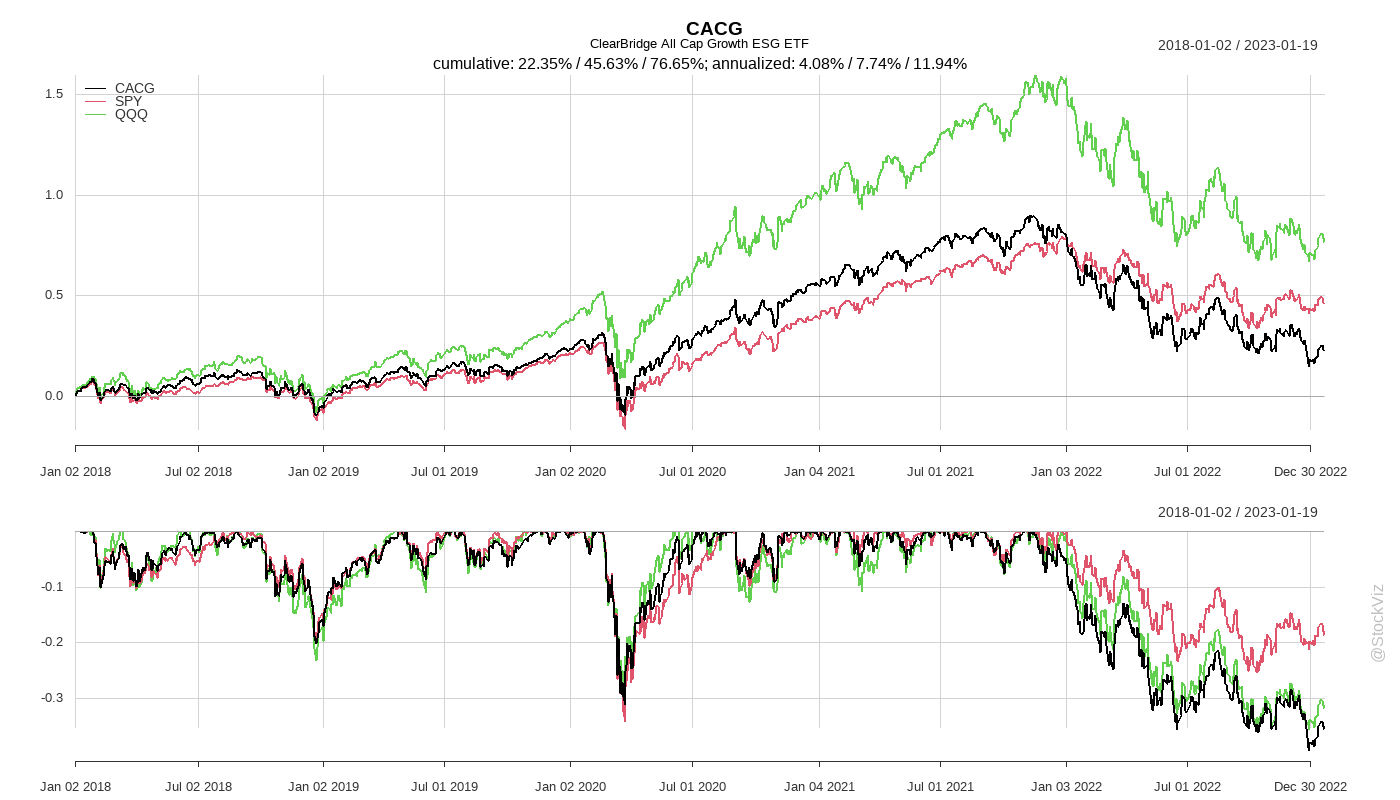 CACG
ClearBridge All Cap Growth ESG ETF
2018-01-02 / 2023-01-19
cumulative: 22.35% / 45.63% / 76.65%; annualized: 4.08% / 7.74% / 11.94%
CACG
SPY
QQQ
1.5
1.0
0.5
0.0
Jan 02 2018 Jul 02 2018 Jan 02 2019 Jul 01 2019 Jan 02 2020 Jul 01 2020 Jan 04 2021 Jul 01 2021 Jan 03 2022 Jul 01 2022 Dec 30 2022
2018-01-02 / 2023-01-19
-0.1
-0.2
-0.3
Jan 02 2018 Jul 02 2018 Jan 02 2019 Jul 01 2019 Jan 02 2020 Jul 01 2020 Jan 04 2021 Jul 01 2021 Jan 03 2022 Jul 01 2022 Dec 30 2022
@StockViz